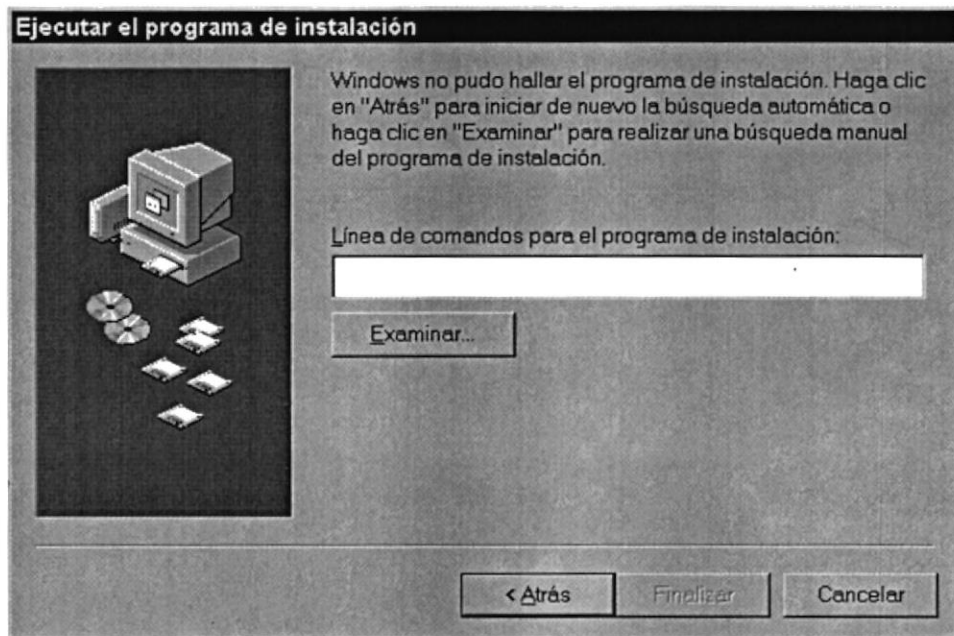 Ejecutar el programa de instalación
Windows no pudo hallar el programa de instalación. Haga clic
en "Atrás" para iniciar de nuevo la búsqueda automática o
haga clic en "Examinar" para realizar una búsqueda manual
del programa de instalación.
Línea de comandos para el programa de instalación:
Examinar...
< Atrás
Finalizar
Cancelar